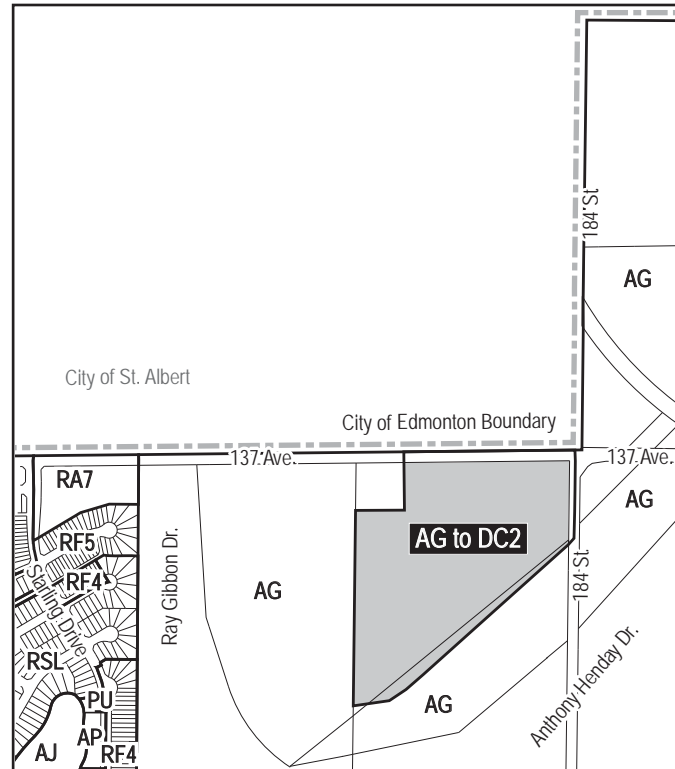 184 St
AG
City of St. Albert
City of Edmonton Boundary
137 Ave.
137 Ave.
RA7
AG
RF5
AG to DC2
Ray Gibbon Dr.
RF4
184 St.
AG
Starling Drive
RSL
Anthony Henday Dr.
PU
AG
AP
AJ
RF4